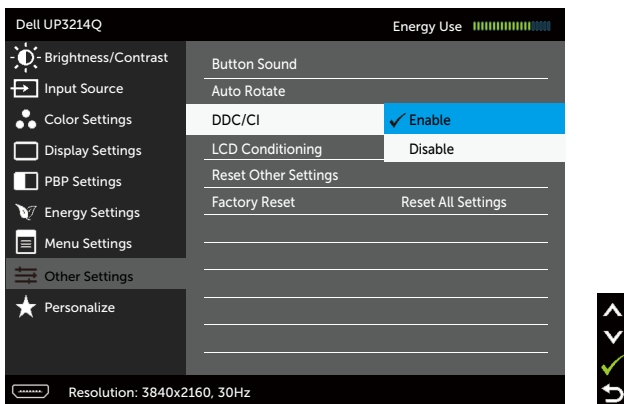 Dell UP3214Q Energy Use
Brightness/Contrast
Input Source
Color Settings
Display Settings
PBP Settings
Energy Settings
Menu Settings
Other Settings
Personalize
Button Sound
Auto Rotate
DDC/CI Enable
LCD Conditioning Disable
Reset Other Settings
Factory Reset Reset All Settings
Resolution: 3840x2160, 30Hz